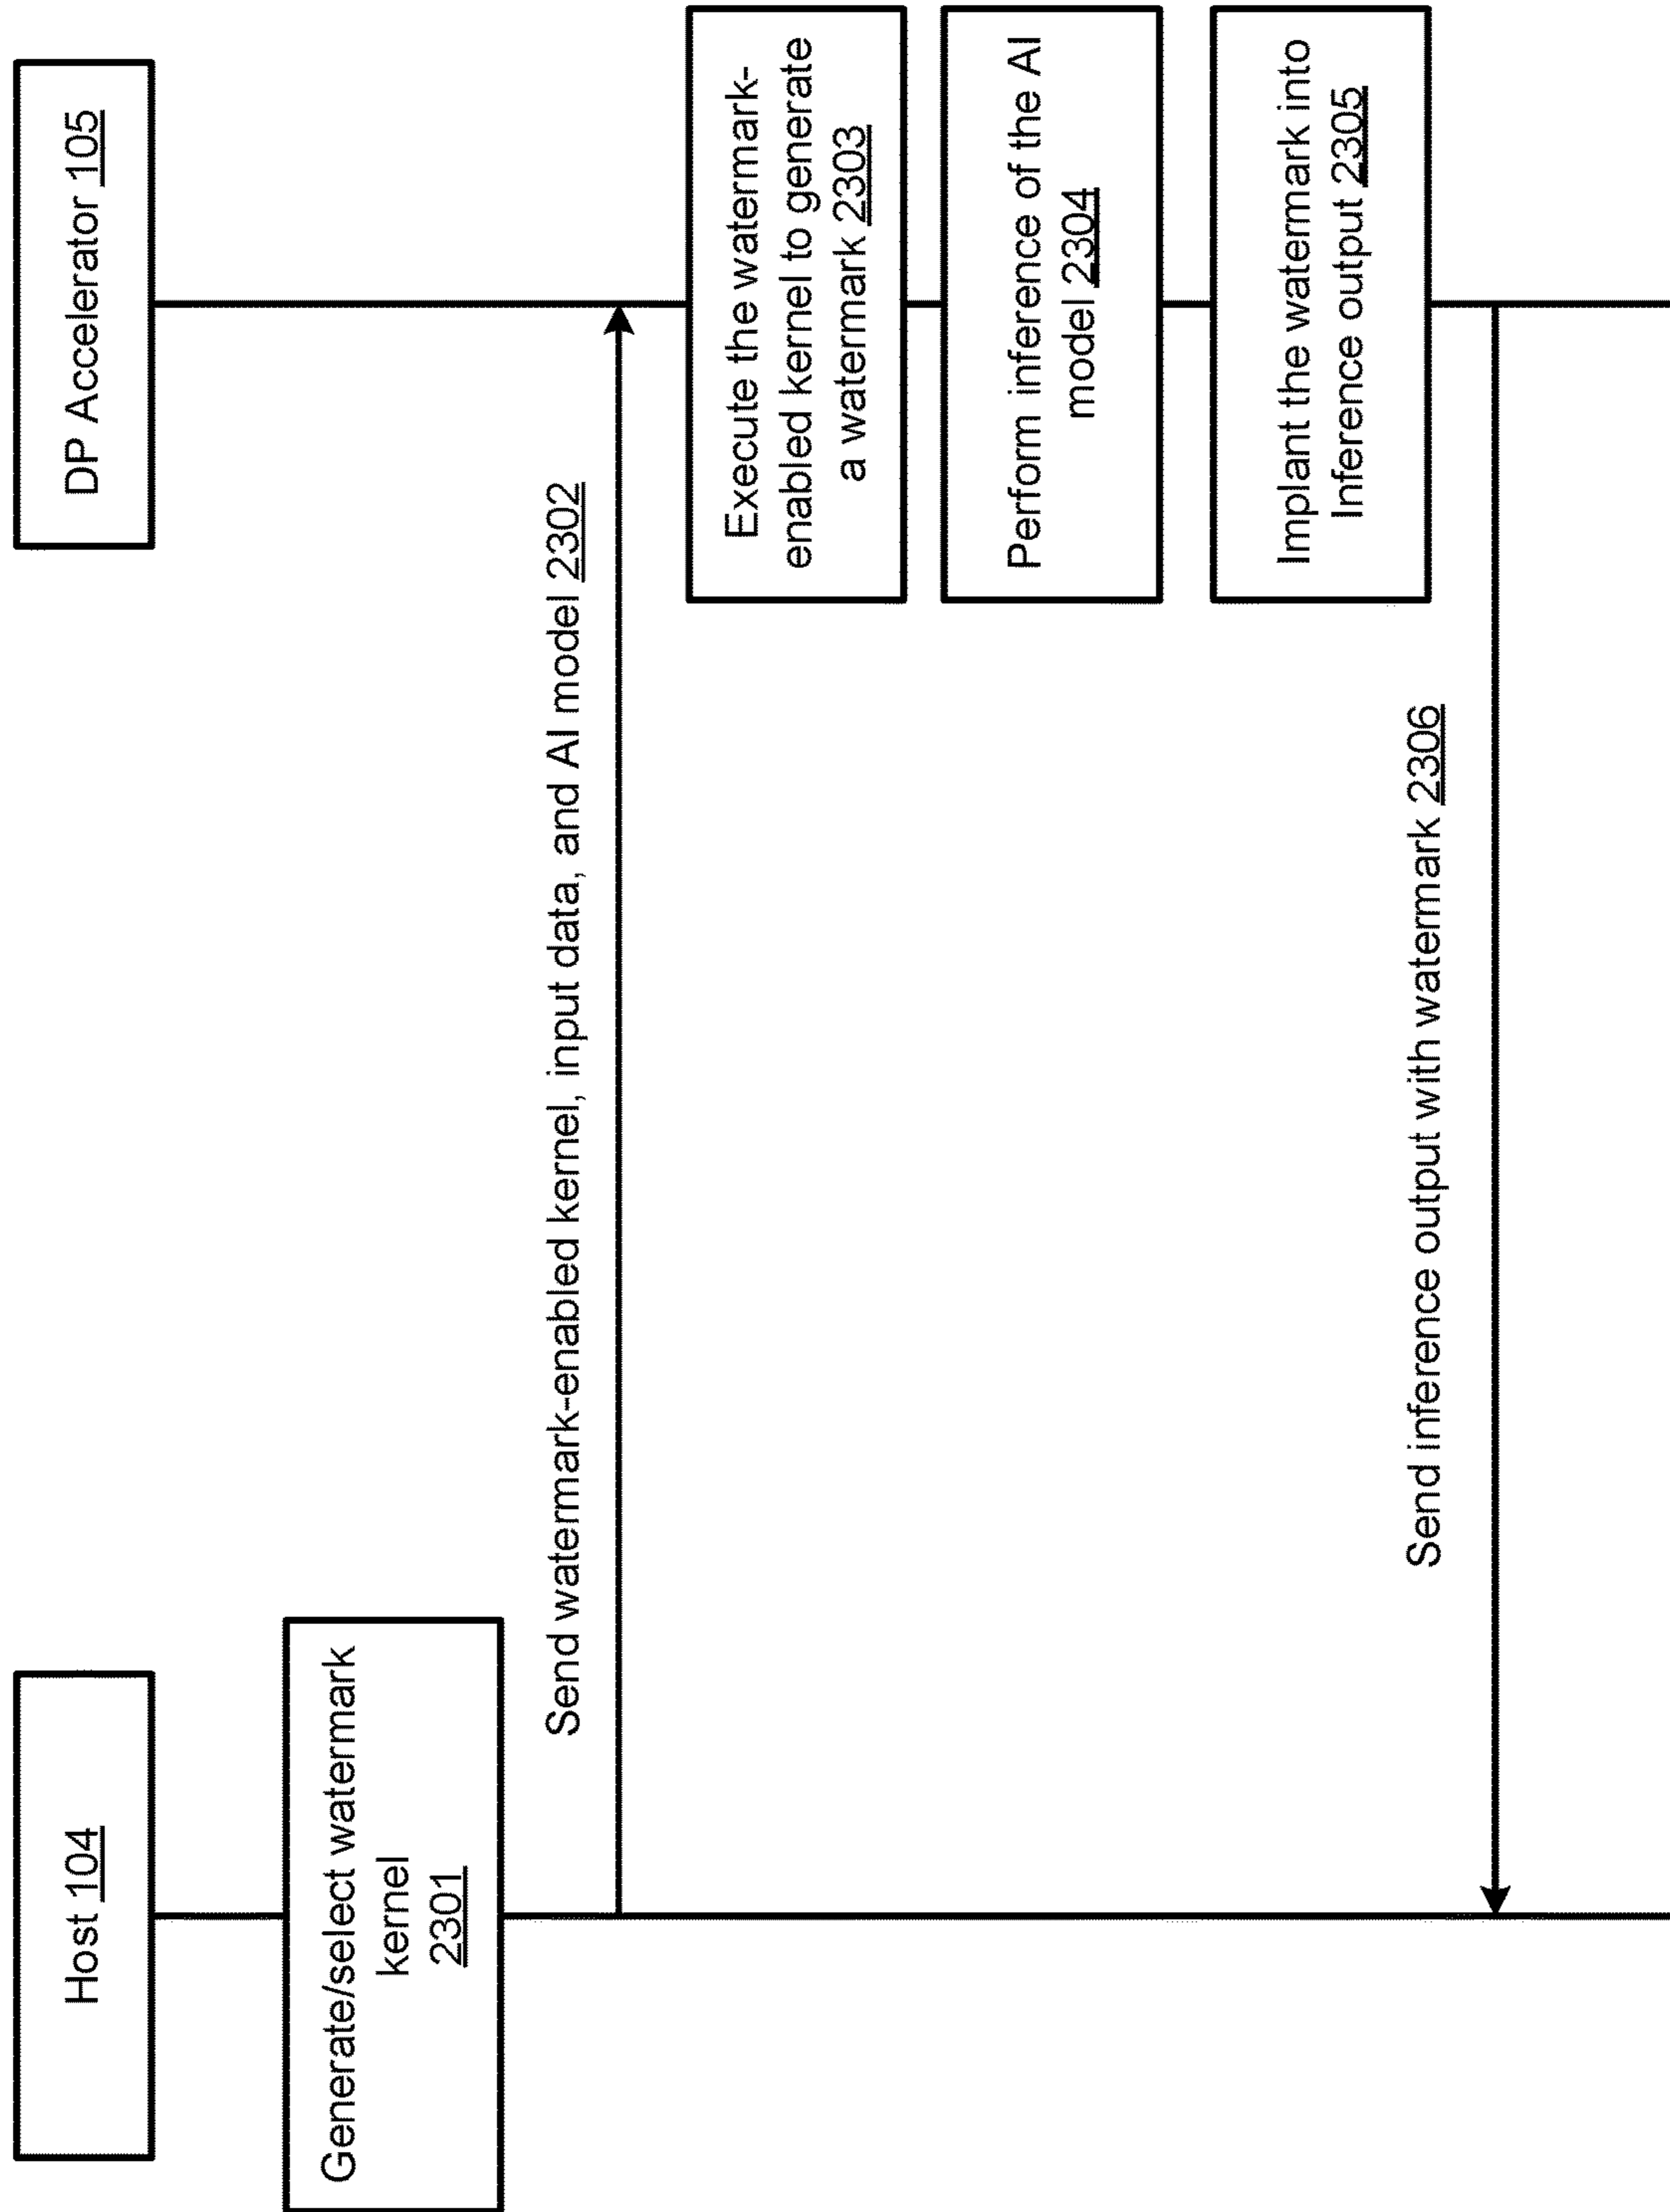 Host 104
DP Accelerator 105
Generate/select watermark
kernel
2301
Send watermark-enabled kernel, input data, and AI model 2302
Execute the watermark-
enabled kernel to generate
a watermark 2303
Perform inference of the AI
model 2304
Implant the watermark into
Inference output 2305
Send inference output with watermark 2306